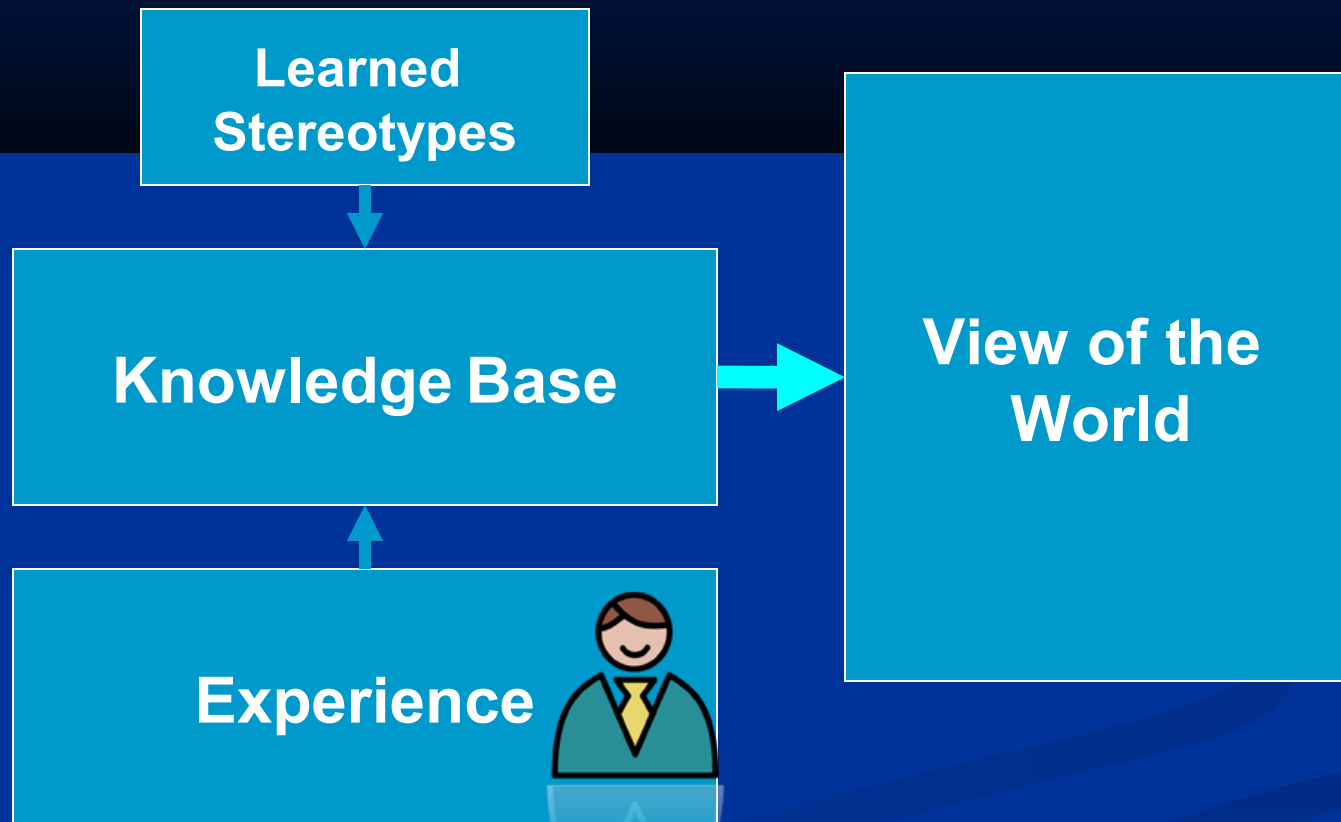 Learned
Stereotypes
Knowledge Base
View of the
World
Experience